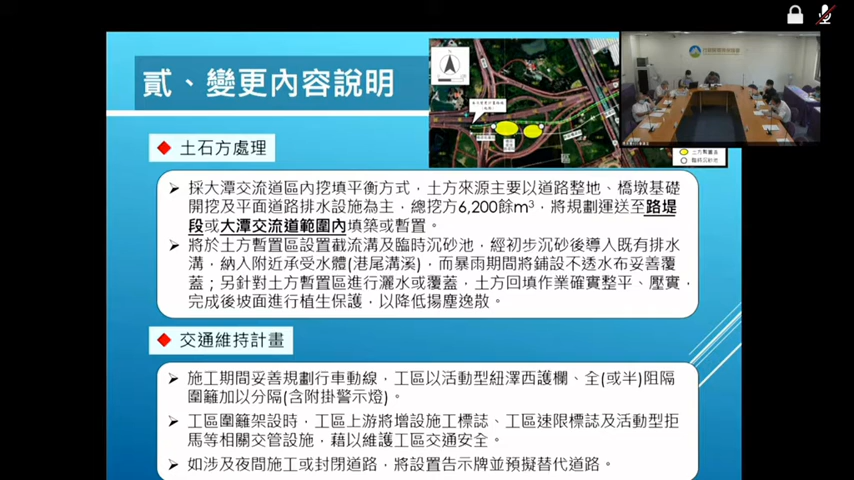 貳、變更內容說明
土石方處理
➤ 採大潭交流道區內挖填平衡方式，土方來源主要以道路整地、橋墩基礎
開挖及平面道路排水設施為主，總挖方6,200餘m³，將規劃運送至路堤
段或大潭交流道範圍內填築或暫置。
➤ 將於土方暫置區設置截流溝及臨時沉砂池，經初步沉砂後導入既有排水
溝，納入附近承受水體(港尾溝溪)，而暴雨期間將鋪設不透水布妥善覆
蓋；另針對土方暫置區進行灑水或覆蓋，土方回填作業確實整平、壓實，
完成後坡面進行植生保護，以降低揚塵逸散。
交通維持計畫
➤ 施工期間妥善規劃行車動線，工區以活動型紐澤西護欄、全(或半)阻隔
圍籬加以分隔(含附掛警示燈)。
➤ 工區圍籬架設時，工區上游將增設施工標誌、工區速限標誌及活動型拒
馬等相關交管設施，藉以維護工區交通安全。
➤ 如涉及夜間施工或封閉道路，將設置告示牌並預擬替代道路。